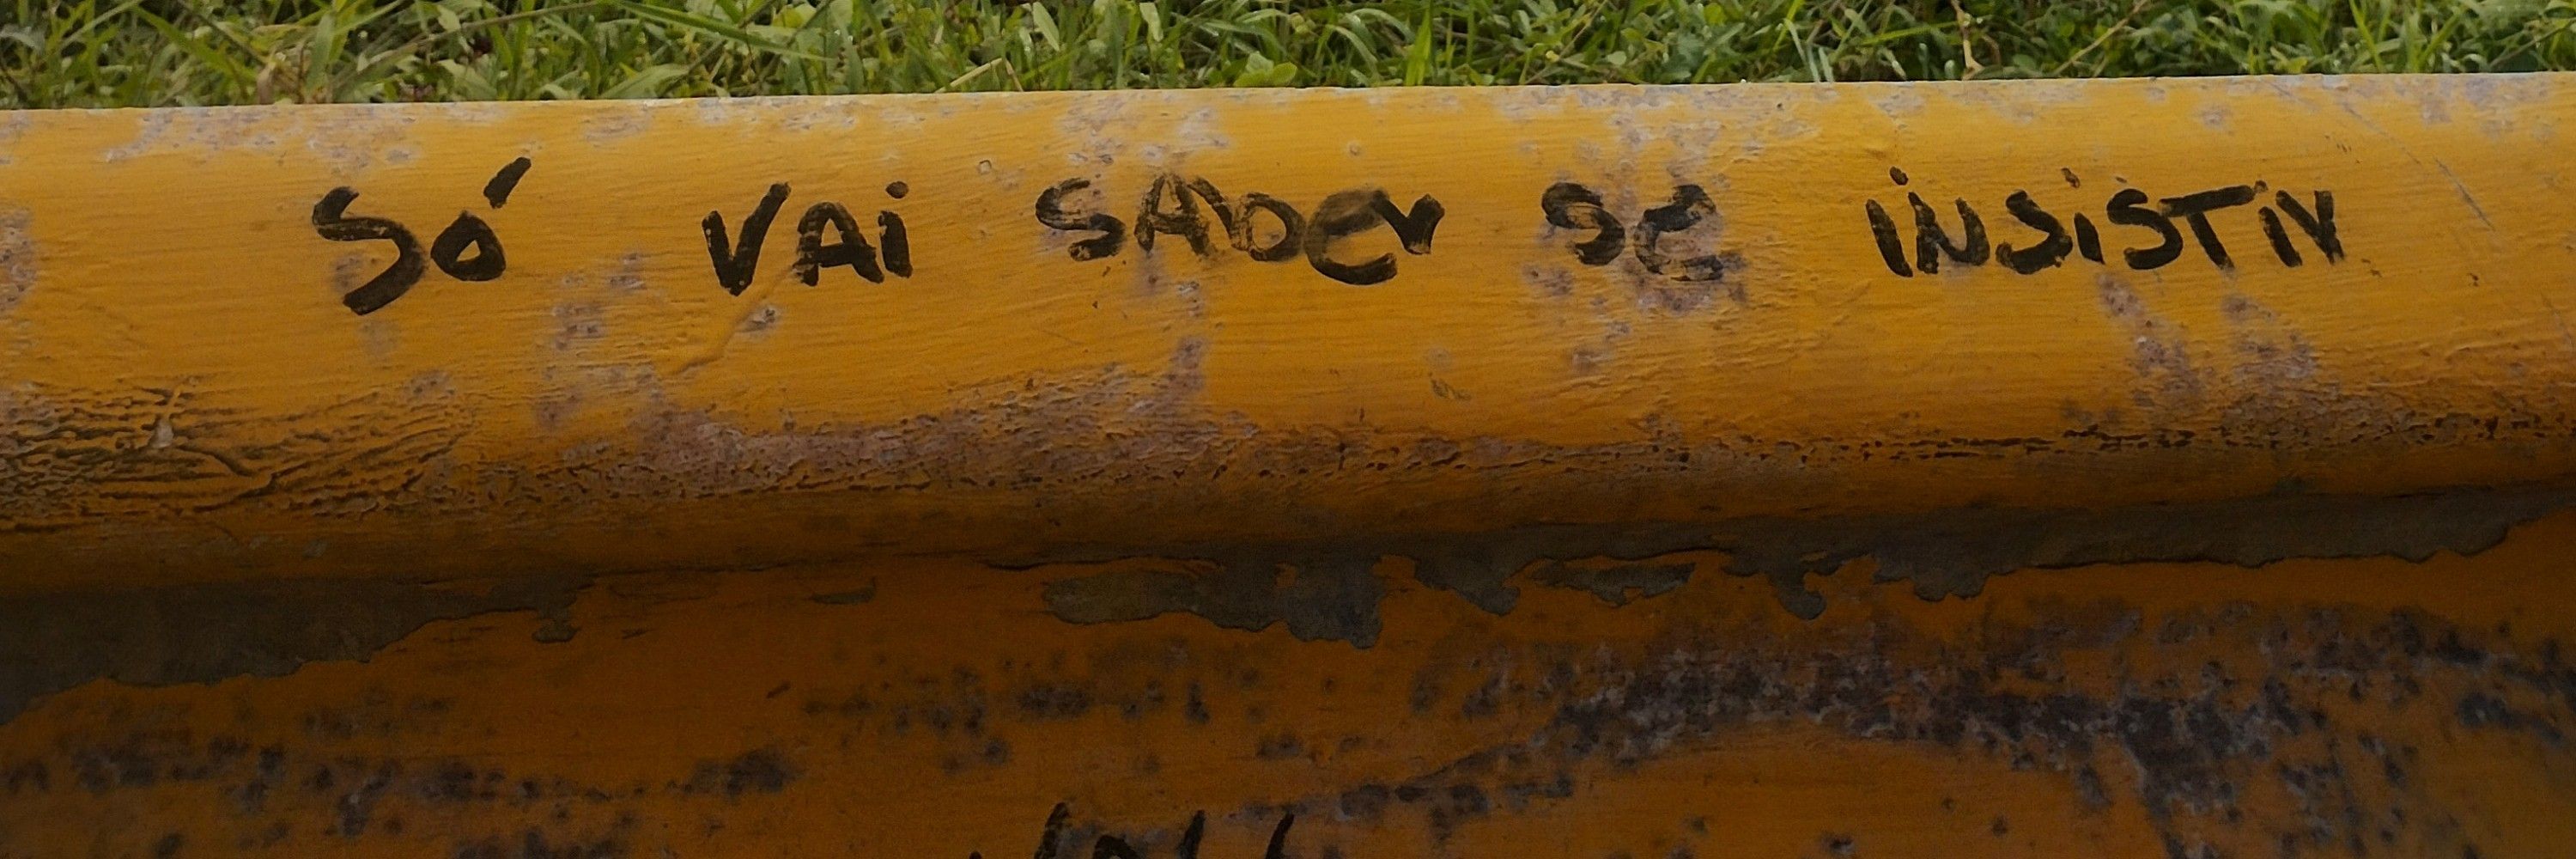 Só VAi SABer Se iNSiSTir